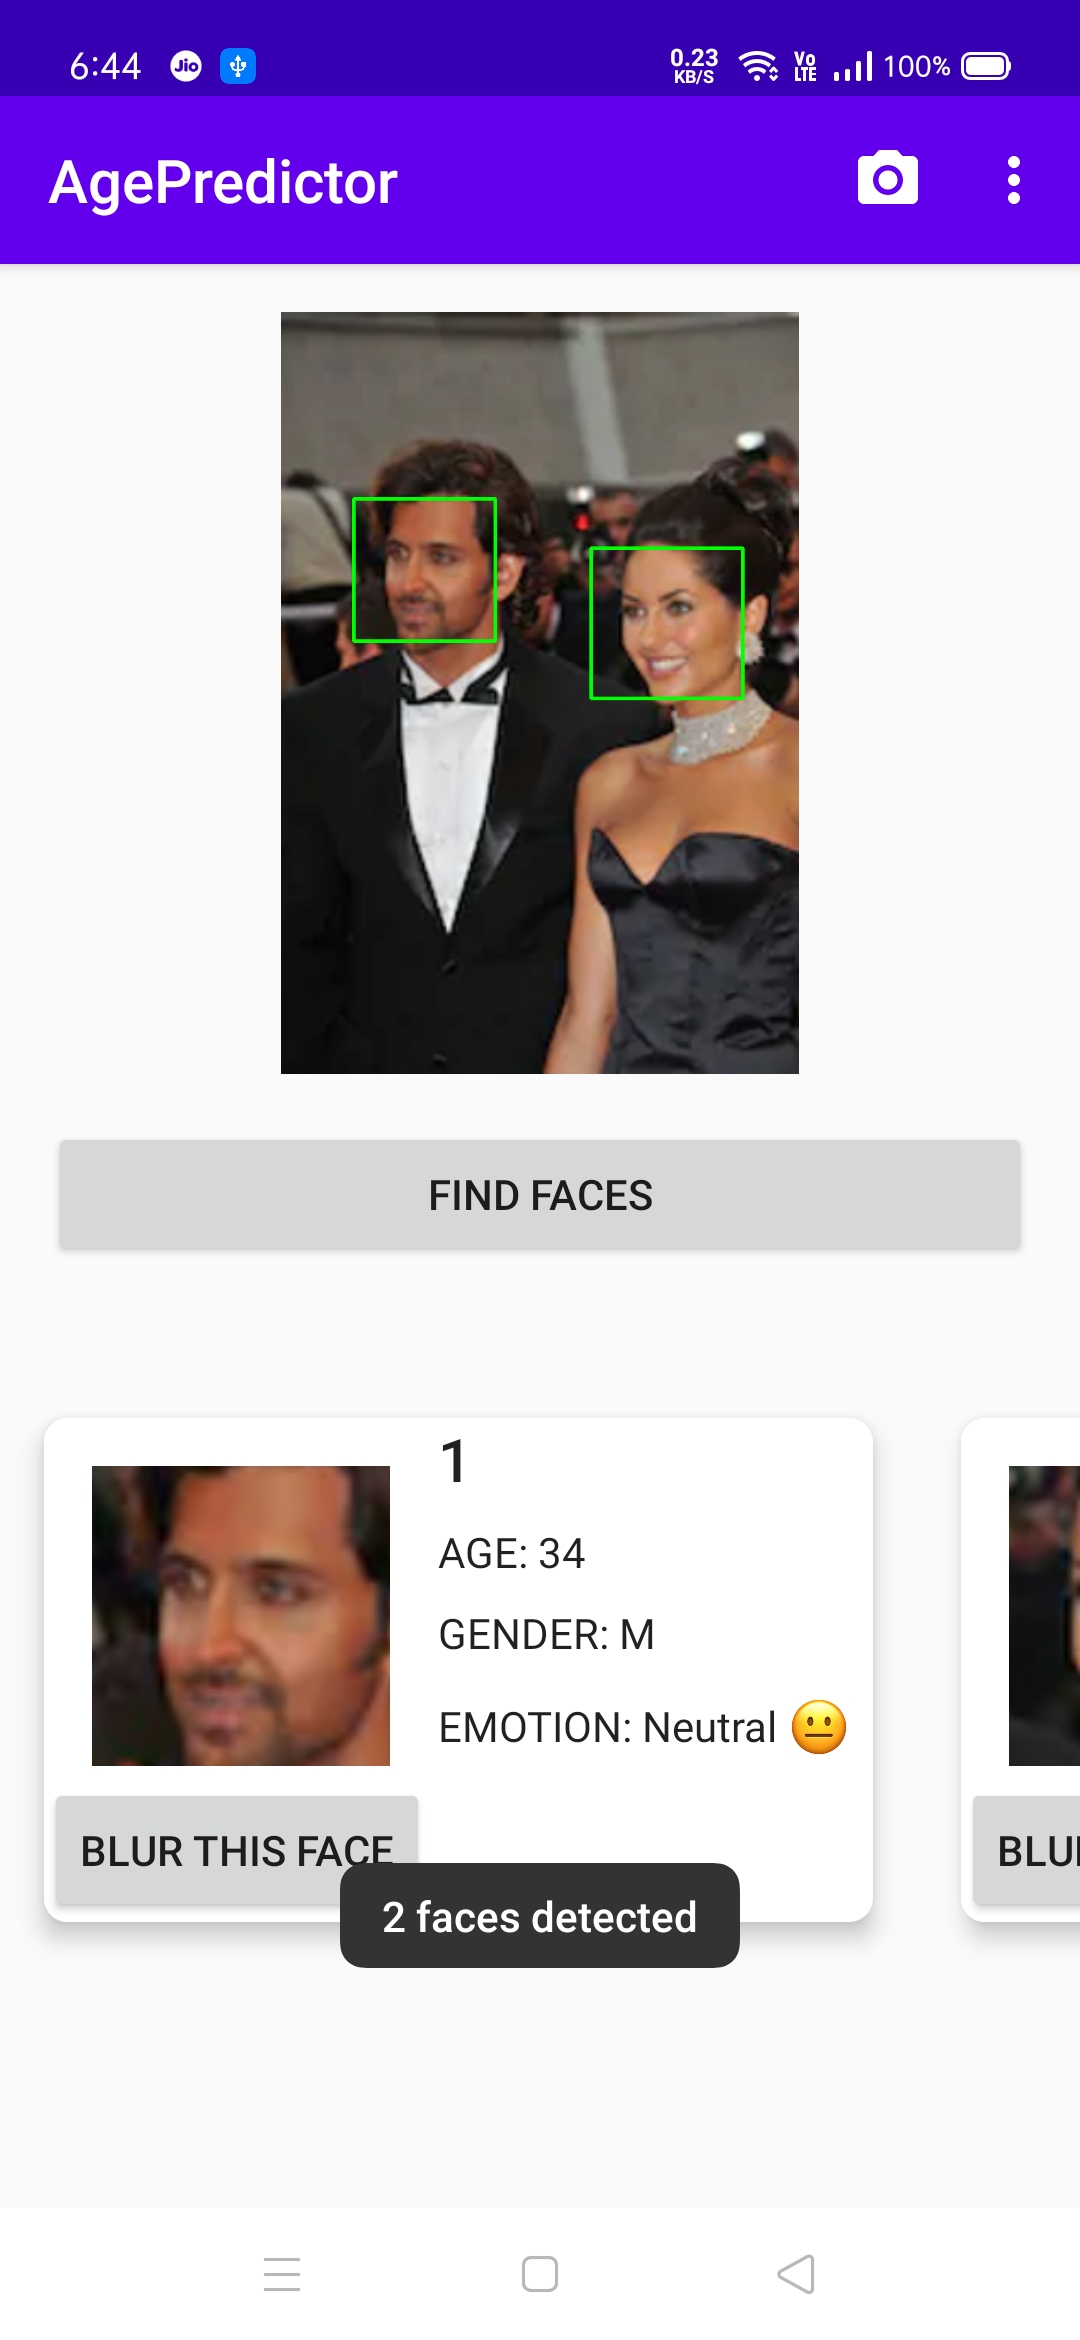 6:44 Jio 0.23 KB/S Vo LTE 100%
AgePredictor
FIND FACES
1
AGE: 34
GENDER: M
EMOTION: Neutral 😐
BLUR THIS FACE
BLU
2 faces detected